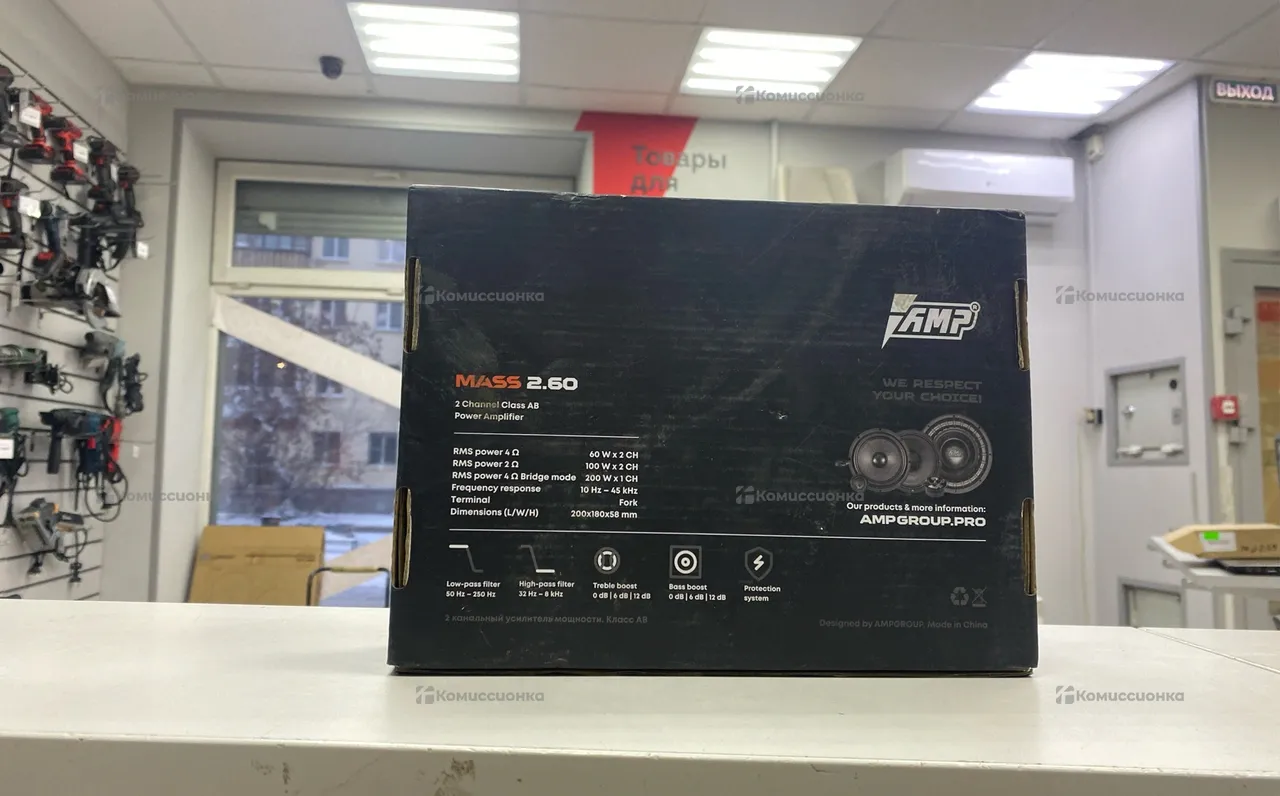 Комиссионка
ВЫХОД
Товары
для
Комиссионка
Комиссионка
AMP®
MASS 2.60
2 Channel Class AB
Power Amplifier
WE RESPECT
YOUR CHOICE!
RMS power 4 Ω 60 W x 2 CH
RMS power 2 Ω 100 W x 2 CH
RMS power 4 Ω Bridge mode 200 W x 1 CH
Frequency response 10 Hz – 45 kHz
Terminal Fork
Dimensions (L/W/H) 200x180x58 mm
Комиссионка
Our products & more information:
AMPGROUP.PRO
Low-pass filter
50 Hz – 250 Hz
High-pass filter
32 Hz – 8 kHz
Treble boost
0 dB | 6 dB | 12 dB
Bass boost
0 dB | 6 dB | 12 dB
Protection
system
2 канальный усилитель мощности. Класс AB
Designed by AMPGROUP. Made in China
Комиссионка
Комиссионка